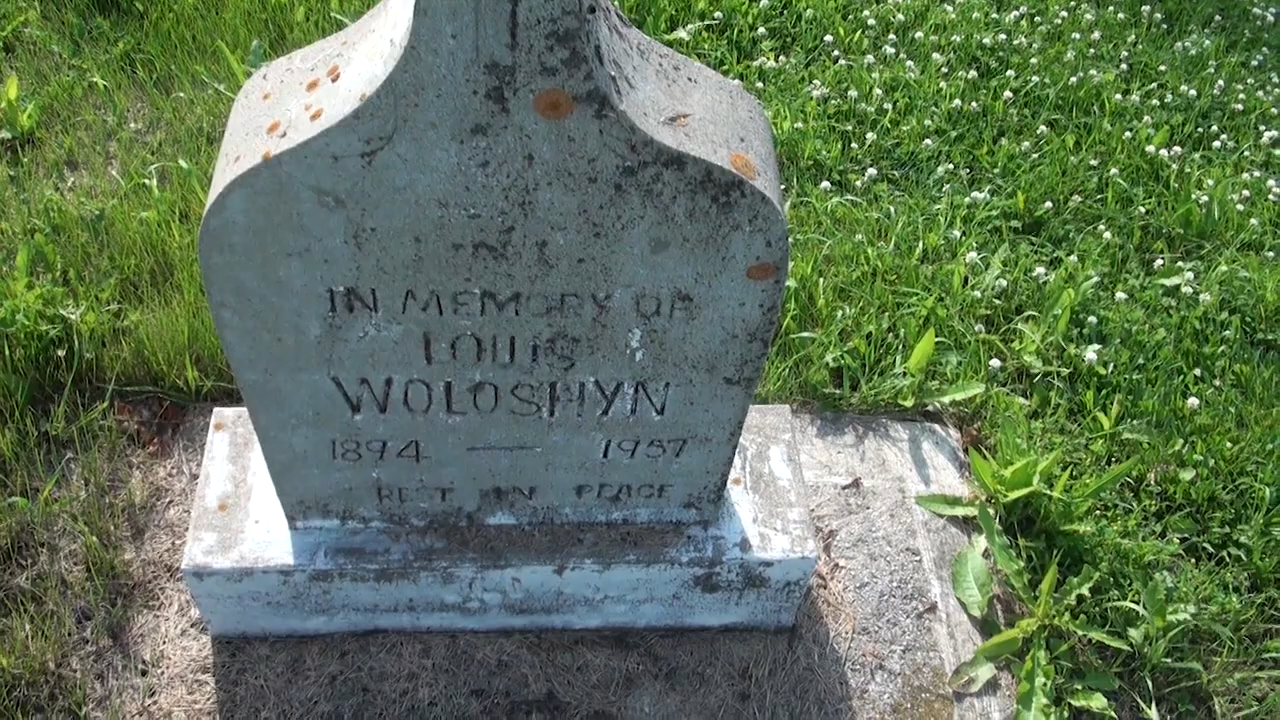 IN MEMORY OF
LOUIS
WOLOSHYN
1894 — 1957
REST IN PEACE